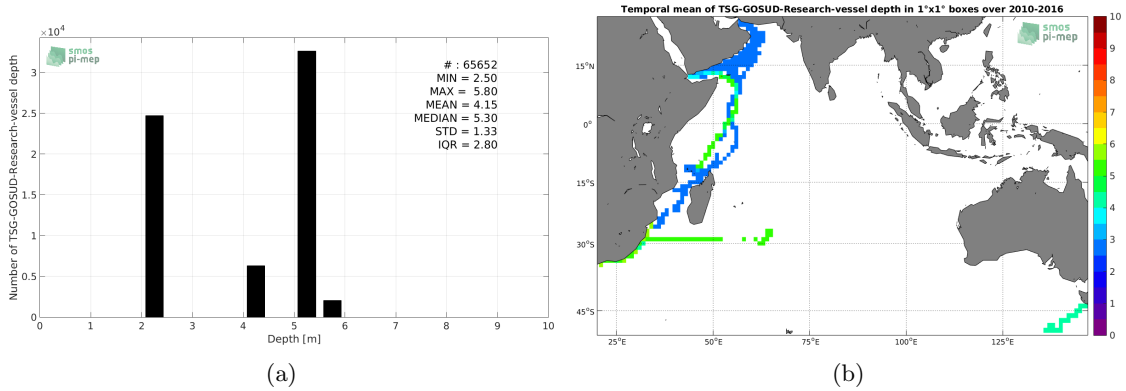 Temporal mean of TSG-GOSUD-Research-vessel depth in 1°x1° boxes over 2010-2016
×10⁴
smos
pi-mep
# : 65652
MIN = 2.50
MAX = 5.80
MEAN = 4.15
MEDIAN = 5.30
STD = 1.33
IQR = 2.80
Number of TSG-GOSUD-Research-vessel depth
3
2.5
2
1.5
1
0.5
0
0 1 2 3 4 5 6 7 8 9 10
Depth [m]
(a)
smos
pi-mep
15°N
0°
15°S
30°S
45°S
25°E 50°E 75°E 100°E 125°E
10
9
8
7
6
5
4
3
2
1
0
(b)